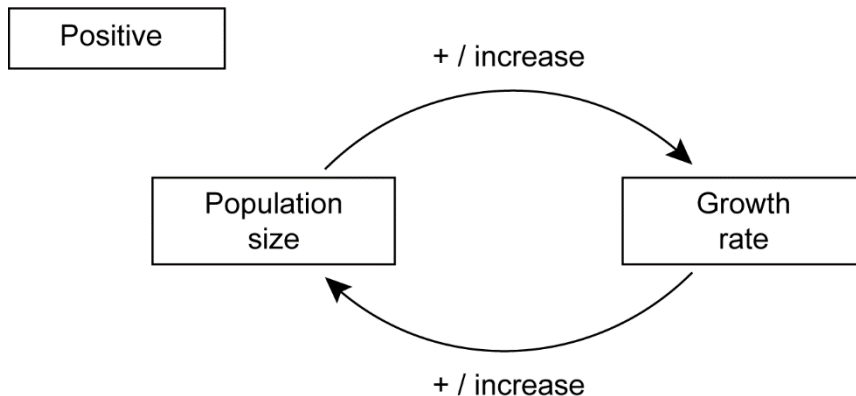 Positive
+ / increase
Population
size
Growth
rate
+ / increase